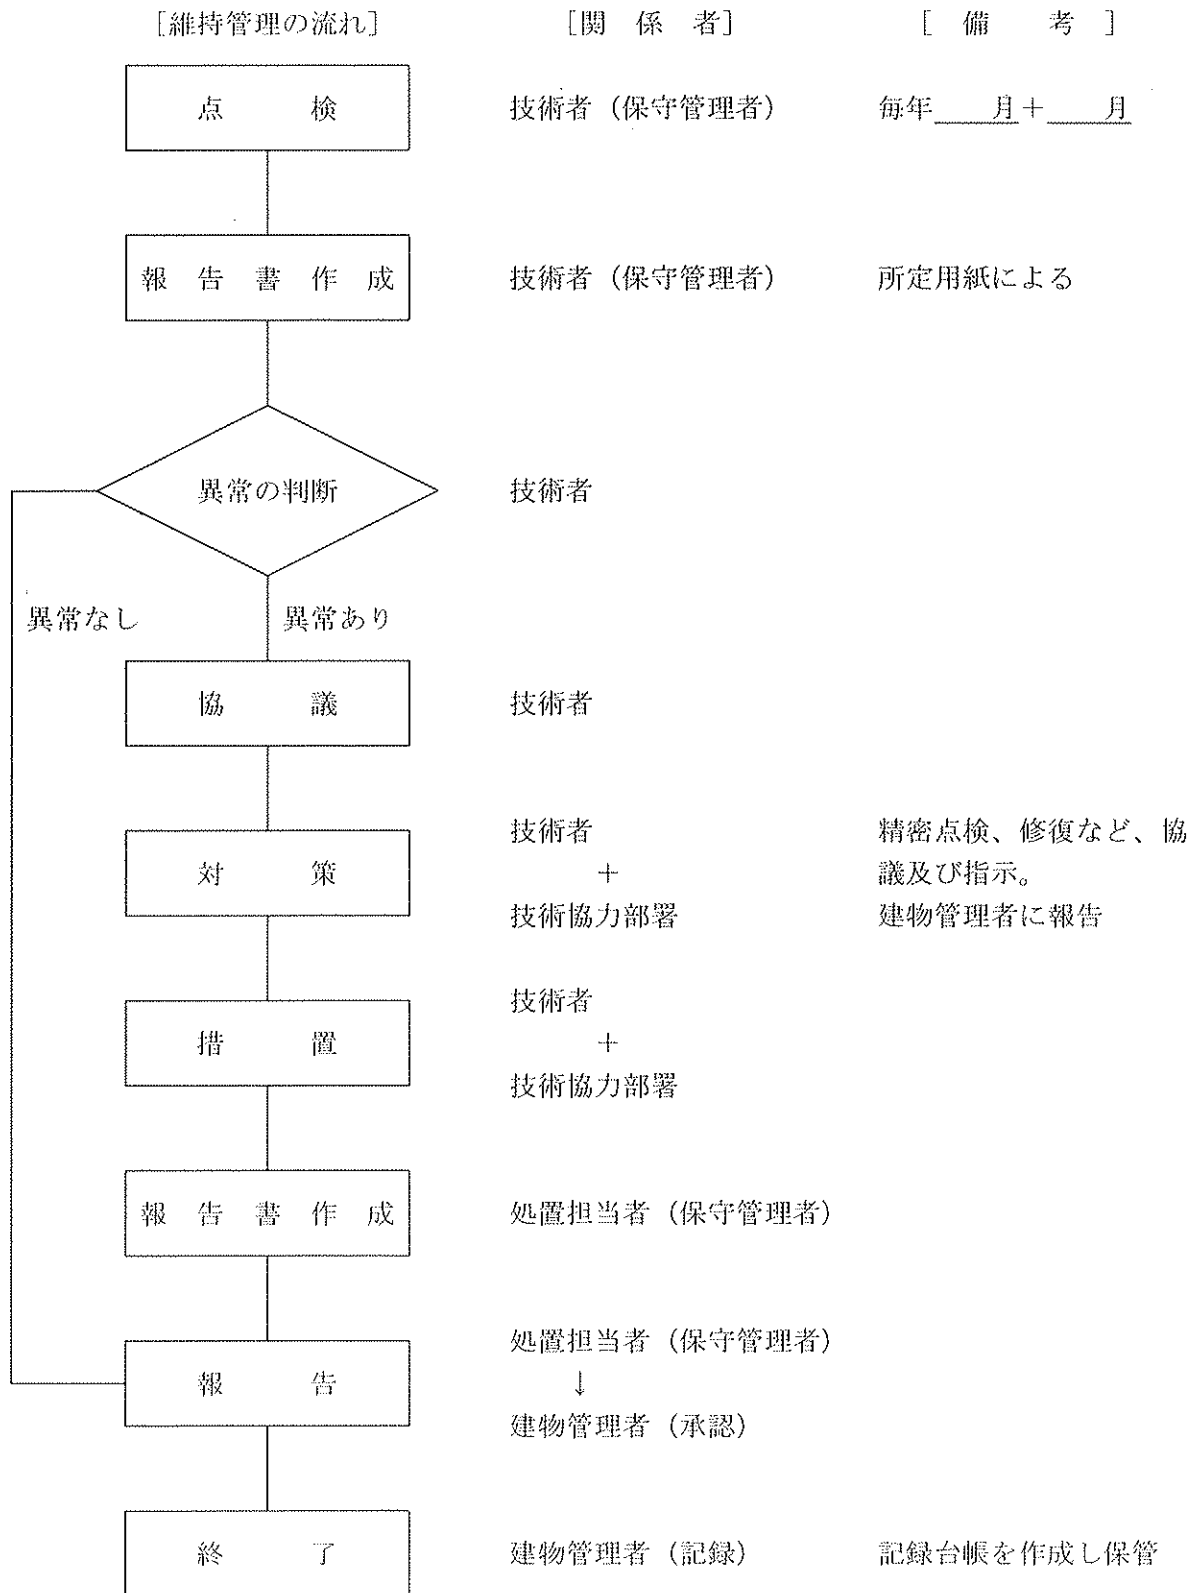 [維持管理の流れ] [関係者] [備考]
点検 技術者(保守管理者) 毎年___月+___月
報告書作成 技術者(保守管理者) 所定用紙による
異常の判断 技術者
異常なし 異常あり
協議 技術者
技術者 精密点検、修復など、協
対策 + 議及び指示。
技術協力部署 建物管理者に報告
技術者
措置 +
技術協力部署
報告書作成 処置担当者(保守管理者)
処置担当者(保守管理者)
報告 ↓
建物管理者(承認)
終了 建物管理者(記録) 記録台帳を作成し保管